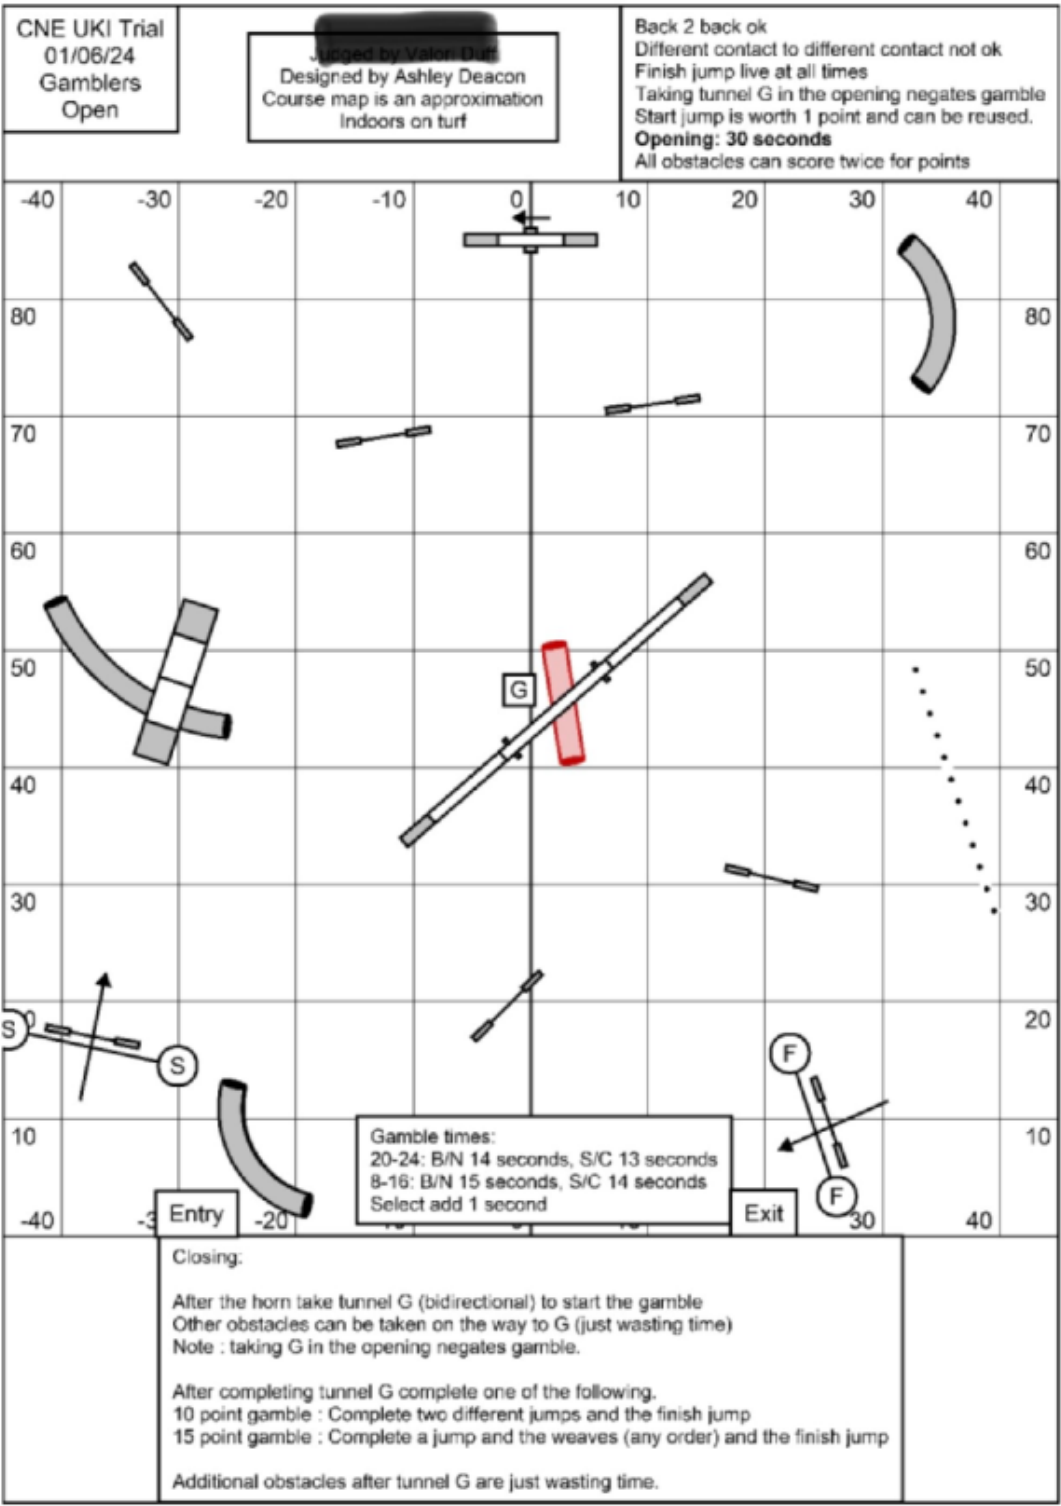 CNE UKI Trial
01/06/24
Gamblers
Open
Judged by
Designed by Ashley Deacon
Course map is an approximation
Indoors on turf
Back 2 back ok
Different contact to different contact not ok
Finish jump live at all times
Taking tunnel G in the opening negates gamble
Start jump is worth 1 point and can be reused.
Opening: 30 seconds
All obstacles can score twice for points
-40 -30 -20 -10 0 10 20 30 40
80 80
70 70
60 60
50 50
G
40 40
30 30
20
S S
F
F
10 10
Gamble times:
20-24: B/N 14 seconds, S/C 13 seconds
8-16: B/N 15 seconds, S/C 14 seconds
Select add 1 second
-40 Entry -20 Exit 30 40
Closing:
After the horn take tunnel G (bidirectional) to start the gamble
Other obstacles can be taken on the way to G (just wasting time)
Note : taking G in the opening negates gamble.
After completing tunnel G complete one of the following.
10 point gamble : Complete two different jumps and the finish jump
15 point gamble : Complete a jump and the weaves (any order) and the finish jump
Additional obstacles after tunnel G are just wasting time.